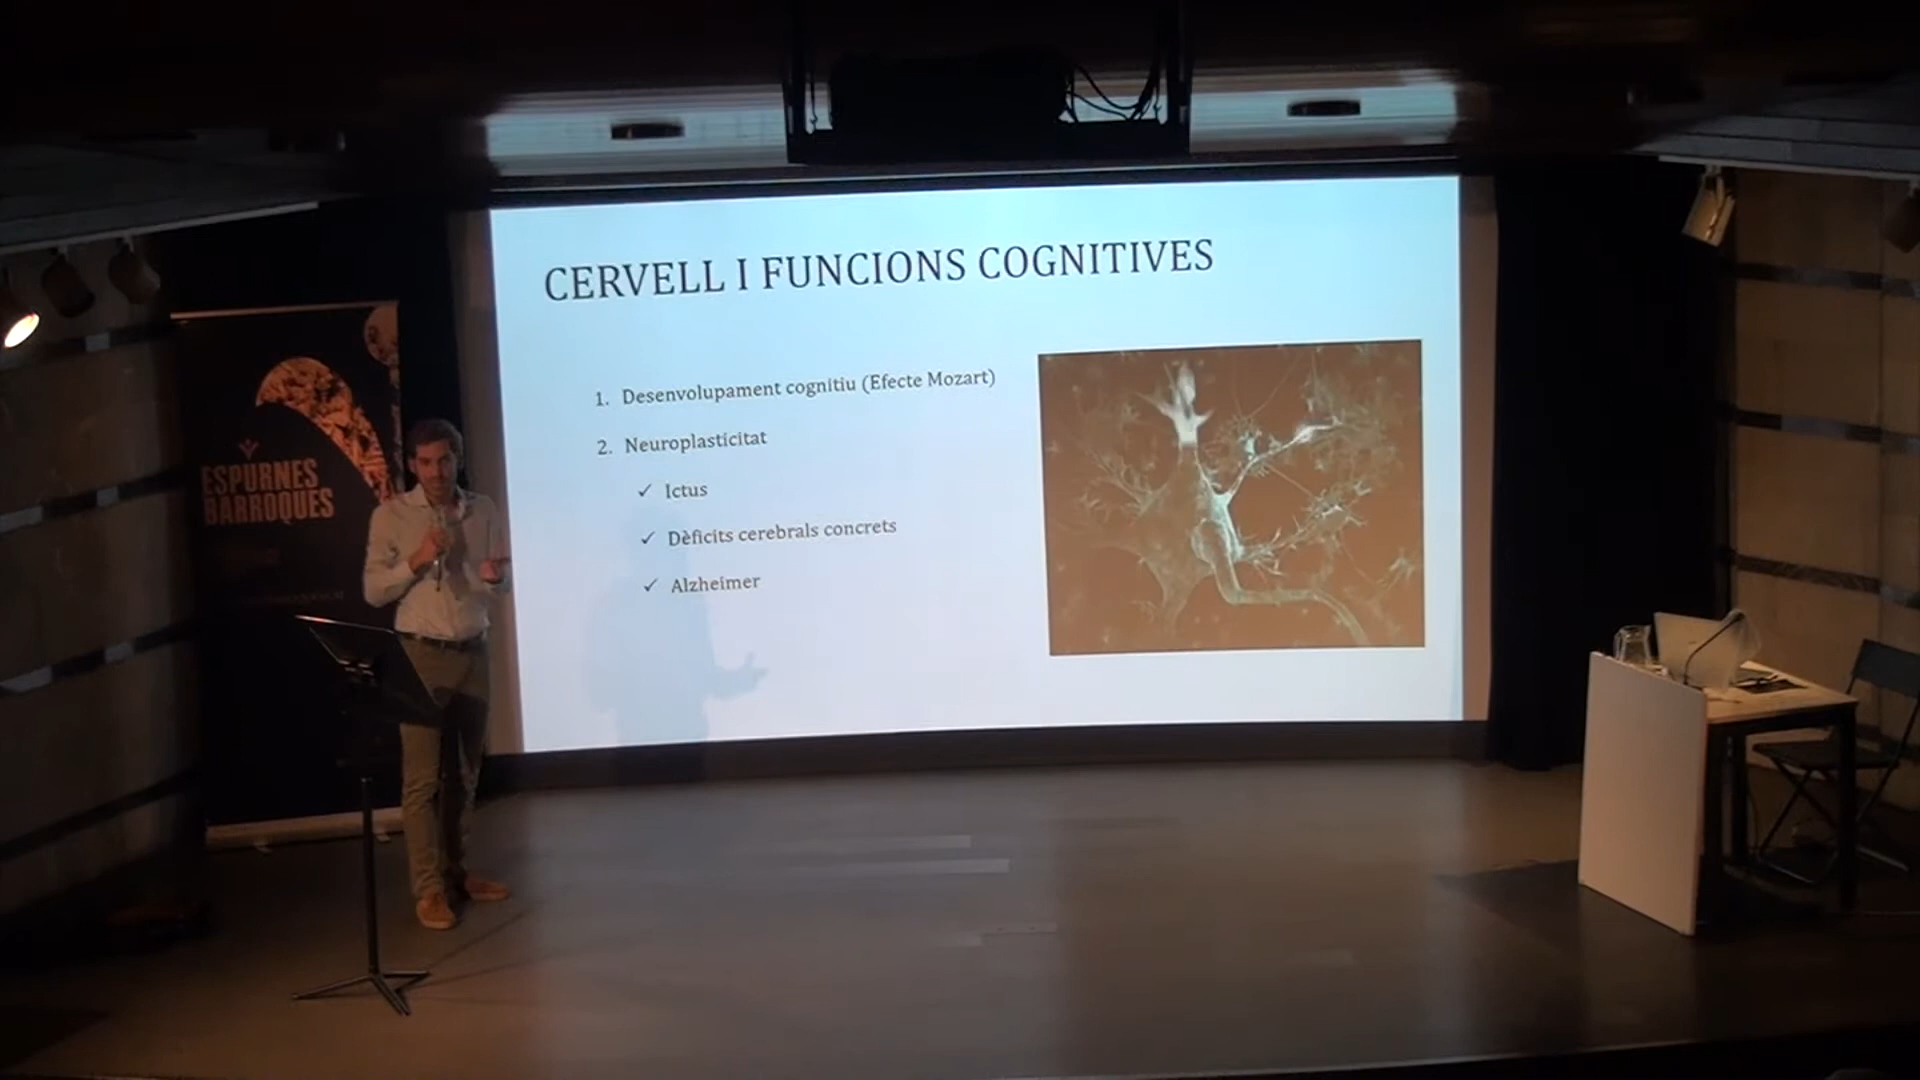 CERVELL I FUNCIONS COGNITIVES
1. Desenvolupament cognitiu (Efecte Mozart)
2. Neuroplasticitat
✓ Ictus
✓ Dèficits cerebrals concrets
✓ Alzheimer
ESPURNES
BARROQUES